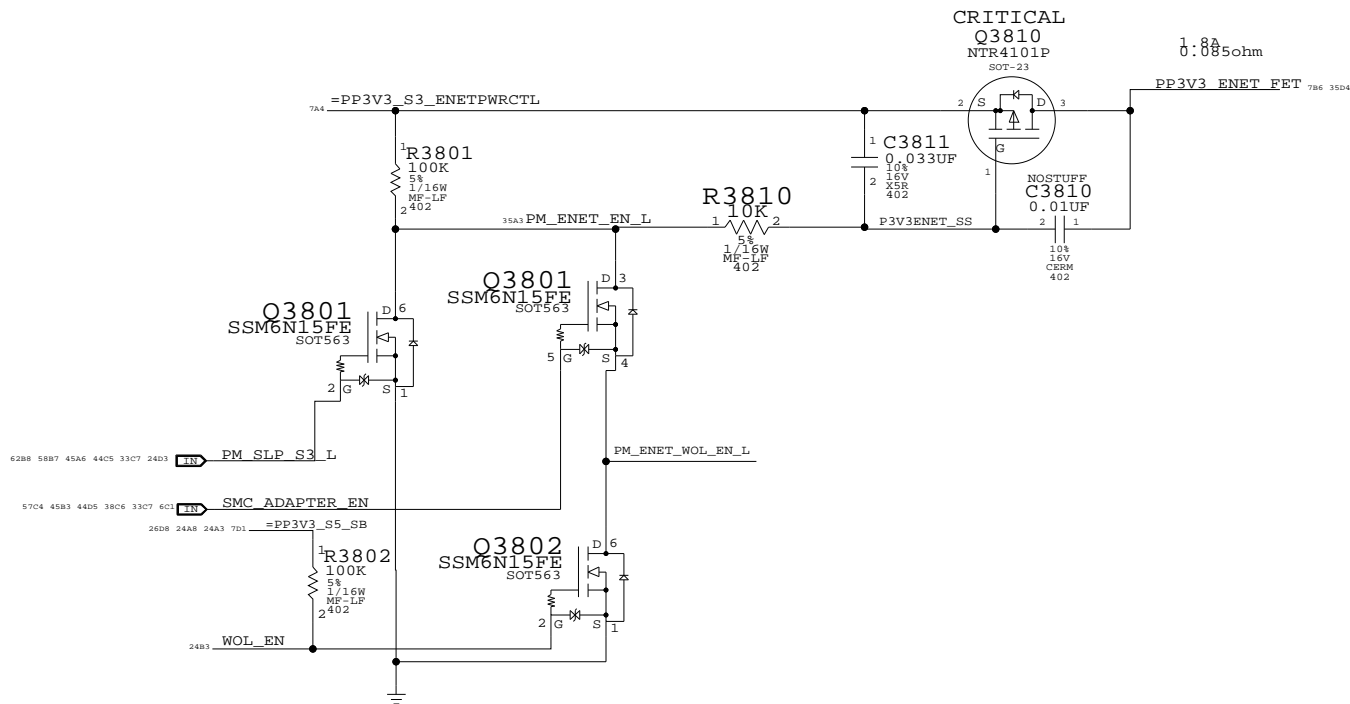 CRITICAL
Q3810
NTR4101P
SOT-23
1.8A
0.085ohm
PP3V3_ENET_FET 7B6 35D4
7A4 =PP3V3_S3_ENETPWRCTL
2 S D 3
G
1
1
R3801
100K
5%
1/16W
MF-LF
402
2
1
C3811
0.033UF
10%
16V
X5R
402
2
NOSTUFF
C3810
0.01UF
2 1
10%
16V
CERM
402
R3810
10K
1 2
5%
1/16W
MF-LF
402
35A3 PM_ENET_EN_L
P3V3ENET_SS
Q3801
SSM6N15FE
SOT563
D 3
5 G S 4
Q3801
SSM6N15FE
SOT563
D 6
2 G S 1
62B8 58B7 45A6 44C5 33C7 24D3 IN PM_SLP_S3_L
PM_ENET_WOL_EN_L
57C4 45B3 44D5 38C6 33C7 6C1 IN SMC_ADAPTER_EN
26D8 24A8 24A3 7D1 =PP3V3_S5_SB
1
R3802
100K
5%
1/16W
MF-LF
402
2
Q3802
SSM6N15FE
SOT563
D 6
2 G S 1
24B3 WOL_EN